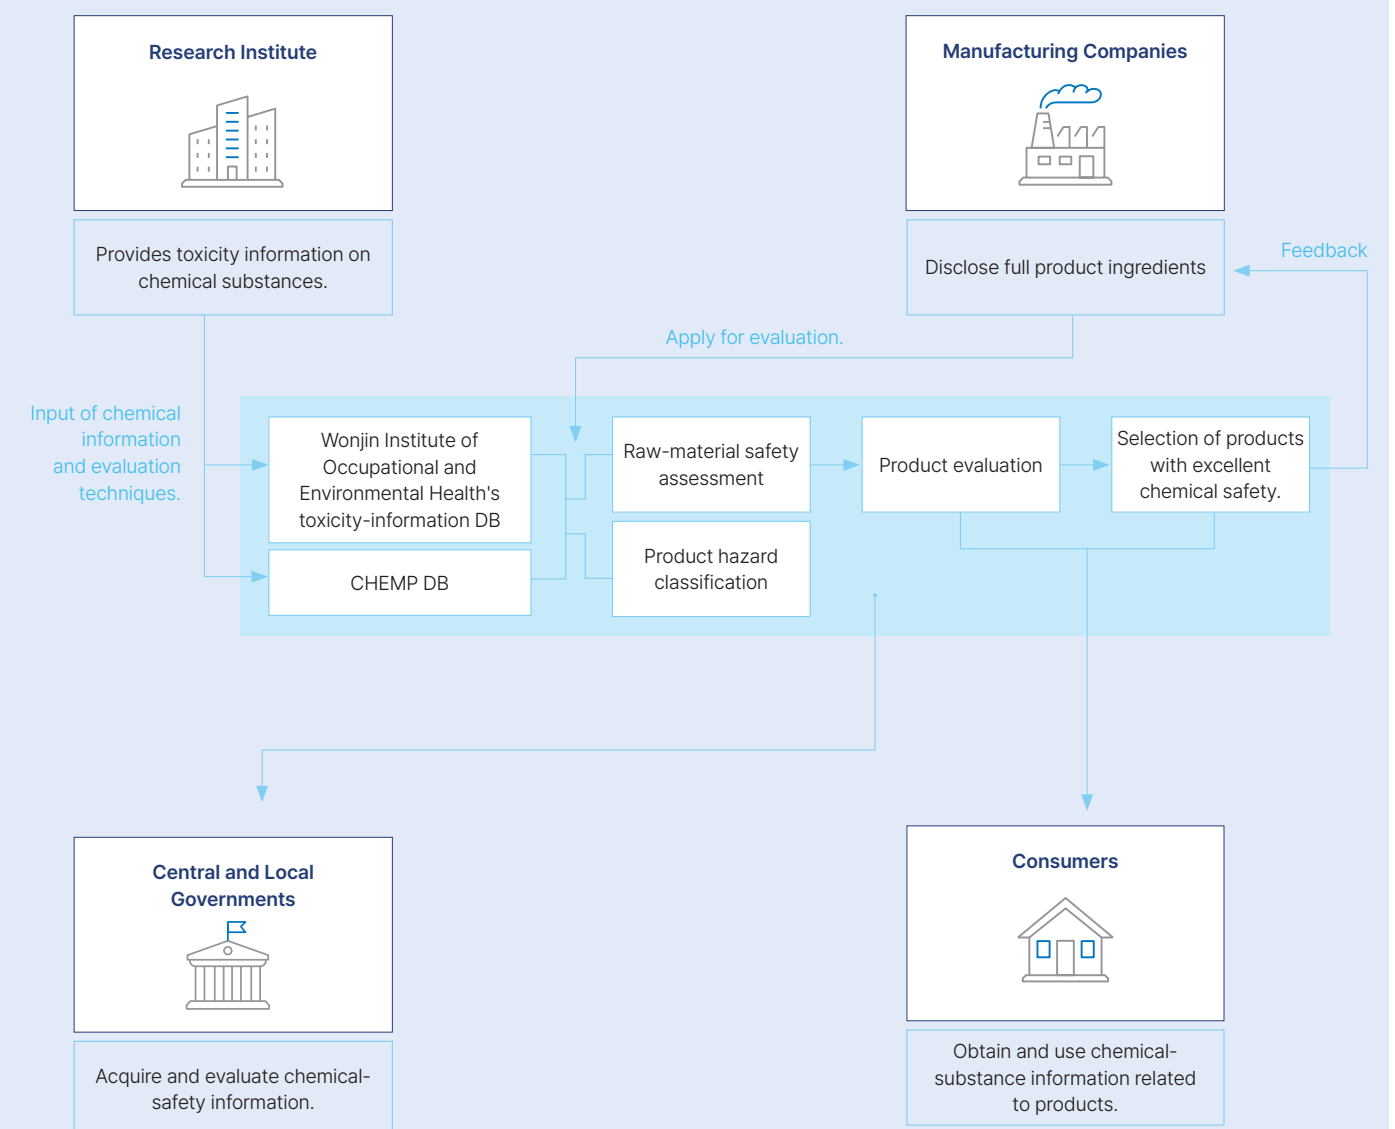 Research Institute
Manufacturing Companies
Provides toxicity information on
chemical substances.
Disclose full product ingredients
Feedback
Apply for evaluation.
Input of chemical
information
and evaluation
techniques.
Wonjin Institute of
Occupational and
Environmental Health's
toxicity-information DB
CHEMP DB
Raw-material safety
assessment
Product hazard
classification
Product evaluation
Selection of products
with excellent
chemical safety.
Central and Local
Governments
Acquire and evaluate chemical-
safety information.
Consumers
Obtain and use chemical-
substance information related
to products.